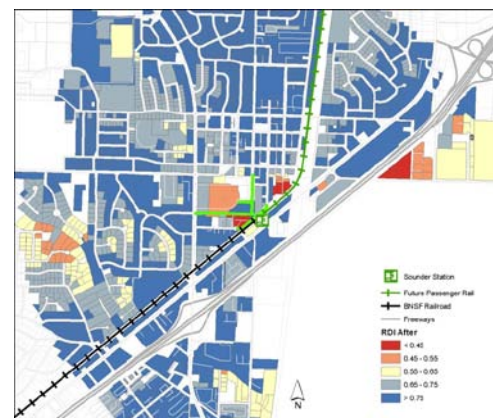 Sounder Station
Future Passenger Rail
BNSF Railroad
Freeways
RDI After
< 0.45
0.45 - 0.55
0.55 - 0.65
0.65 - 0.75
> 0.75
N